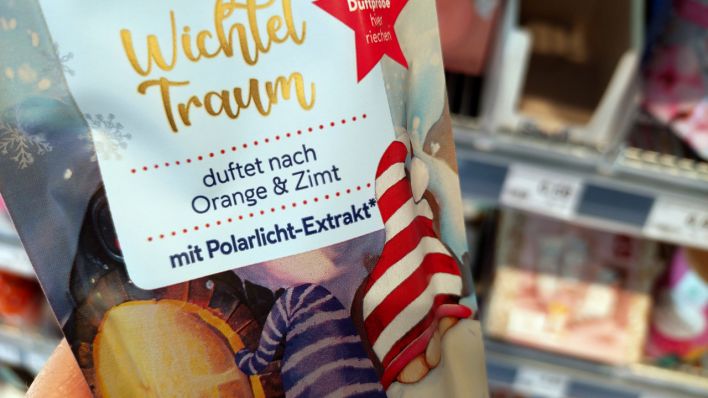 Wichtel
Traum
Duftprobe
hier
riechen
duftet nach
Orange & Zimt
mit Polarlicht-Extrakt*